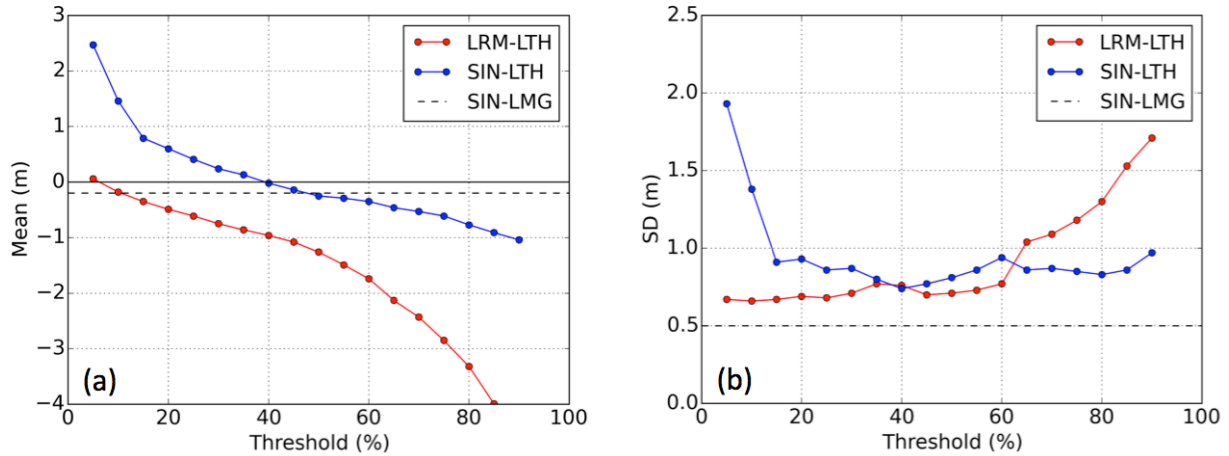 3
2
1
0
−1
−2
−3
−4
Mean (m)
LRM-LTH
SIN-LTH
SIN-LMG
(a)
0 20 40 60 80 100
Threshold (%)
2.5
2.0
1.5
1.0
0.5
0.0
SD (m)
LRM-LTH
SIN-LTH
SIN-LMG
(b)
0 20 40 60 80 100
Threshold (%)